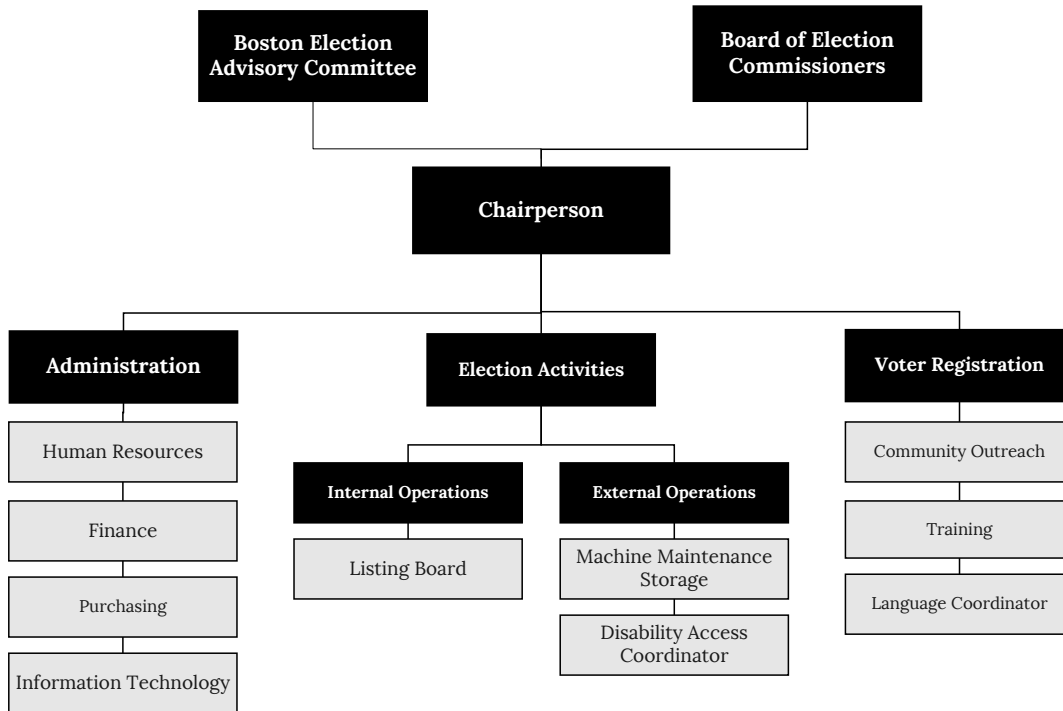 Boston Election
Advisory Committee
Board of Election
Commissioners
Chairperson
Administration
Election Activities
Voter Registration
Human Resources
Finance
Purchasing
Information Technology
Internal Operations
Listing Board
External Operations
Machine Maintenance
Storage
Disability Access
Coordinator
Community Outreach
Training
Language Coordinator